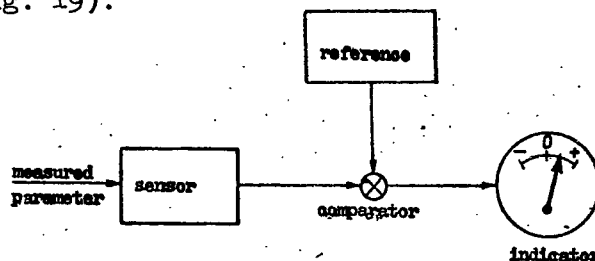 g. 19).
reference
measured
parameter
sensor
comparator
- 0 +
indicator